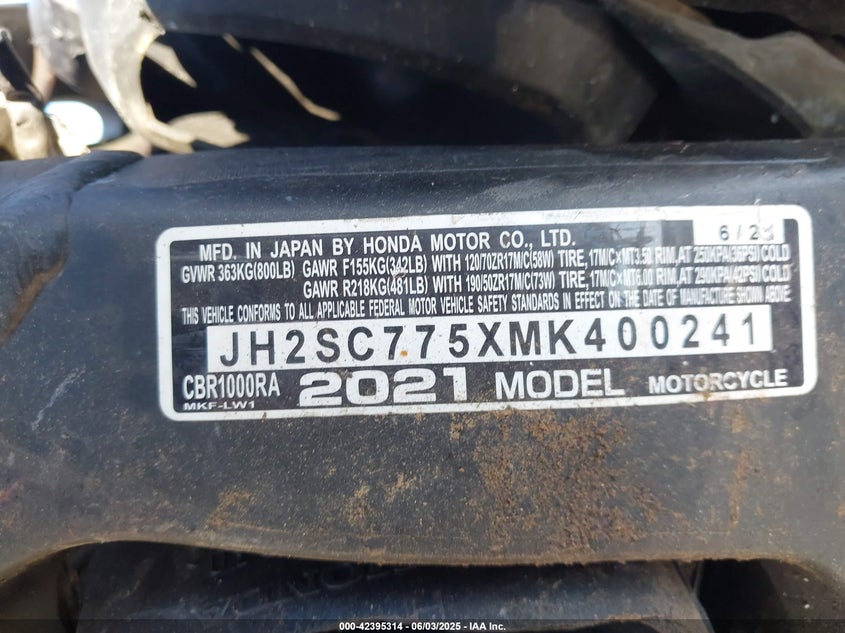 6/2
MFD. IN JAPAN BY HONDA MOTOR CO., LTD.
GVWR 363KG(800LB) GAWR F155KG(342LB) WITH 120/70ZR17M/C(58W) TIRE,17M/C×MT3.50 RIM,AT 250KPA(36PSI)COLD
GAWR R218KG(481LB) WITH 190/50ZR17M/C(73W) TIRE,17M/C×MT6.00 RIM,AT 290KPA(42PSI)COLD
THIS VEHICLE CONFORMS TO ALL APPLICABLE FEDERAL MOTOR VEHICLE SAFETY STANDARDS IN EFFECT ON THE DATE OF MANUFACTURE SHOWN ABOVE
JH2SC775XMK400241
CBR1000RA 2021 MODEL MOTORCYCLE
MKF-LW1
000-42395314 - 06/03/2025 - IAA Inc.